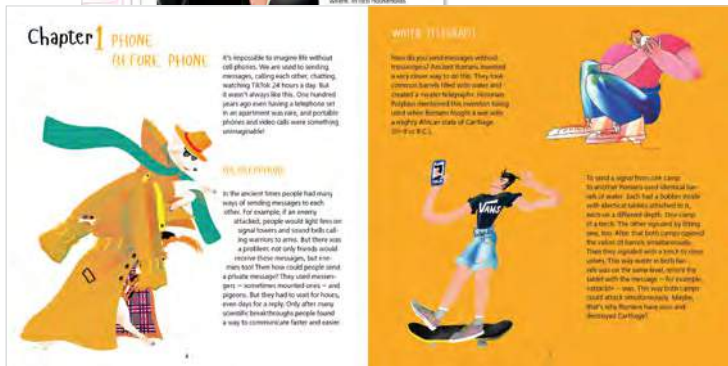 where. In rich households
Chapter 1 PHONE
BEFORE PHONE
It's impossible to imagine life without
cell phones. We are used to sending
messages, calling each other, chatting,
watching TikTok 24 hours a day. But
it wasn't always like this. One hundred
years ago even having a telephone set
in an apartment was rare, and portable
phones and video calls were something
unimaginable!
In the ancient times people had many
ways of sending messages to each
other. For example, if an enemy
attacked, people would light fires on
signal towers and sound bells call-
ing warriors to arms. But there was
a problem: not only friends would
receive these messages, but ene-
mies too! Then how could people send
a private message? They used messen-
gers – sometimes mounted ones – and
pigeons. But they had to wait for hours,
even days for a reply. Only after many
scientific breakthroughs people found
a way to communicate faster and easier.
WATER TELEGRAPH
How do you send messages without
messengers? Ancient Romans invented
a very clever way to do this. They took
common barrels filled with water and
created a «water telegraph». Historian
Polybius mentioned this invention being
used when Romans fought a war with
a mighty African state of Carthage
VANS
To send a signal from one camp
to another Romans used identical bar-
rels of water. Each had a bobber inside
with identical tablets attached to it,
each on a different depth. One camp
lit a torch. The other signaled by lifting
one, too. After that both camps opened
the valves of barrels simultaneously.
Then they signaled with a torch to close
valves. This way water in both bar-
rels was on the same level, where the
tablet with the message – for example,
«attack!» – was. This way both camps
could attack simultaneously. Maybe,
that's why Romans have won and
destroyed Carthage?